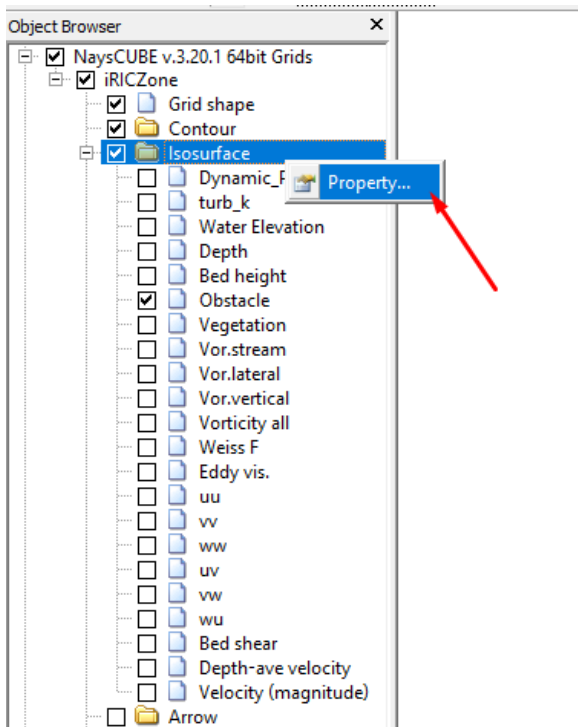 Object Browser
NaysCUBE v.3.20.1 64bit Grids
iRICZone
Grid shape
Contour
Isosurface
Property...
turb_k
Water Elevation
Depth
Bed height
Obstacle
Vegetation
Vor.stream
Vor.lateral
Vor.vertical
Vorticity all
Weiss F
Eddy vis.
uu
vv
ww
uv
vw
wu
Bed shear
Depth-ave velocity
Velocity (magnitude)
Arrow